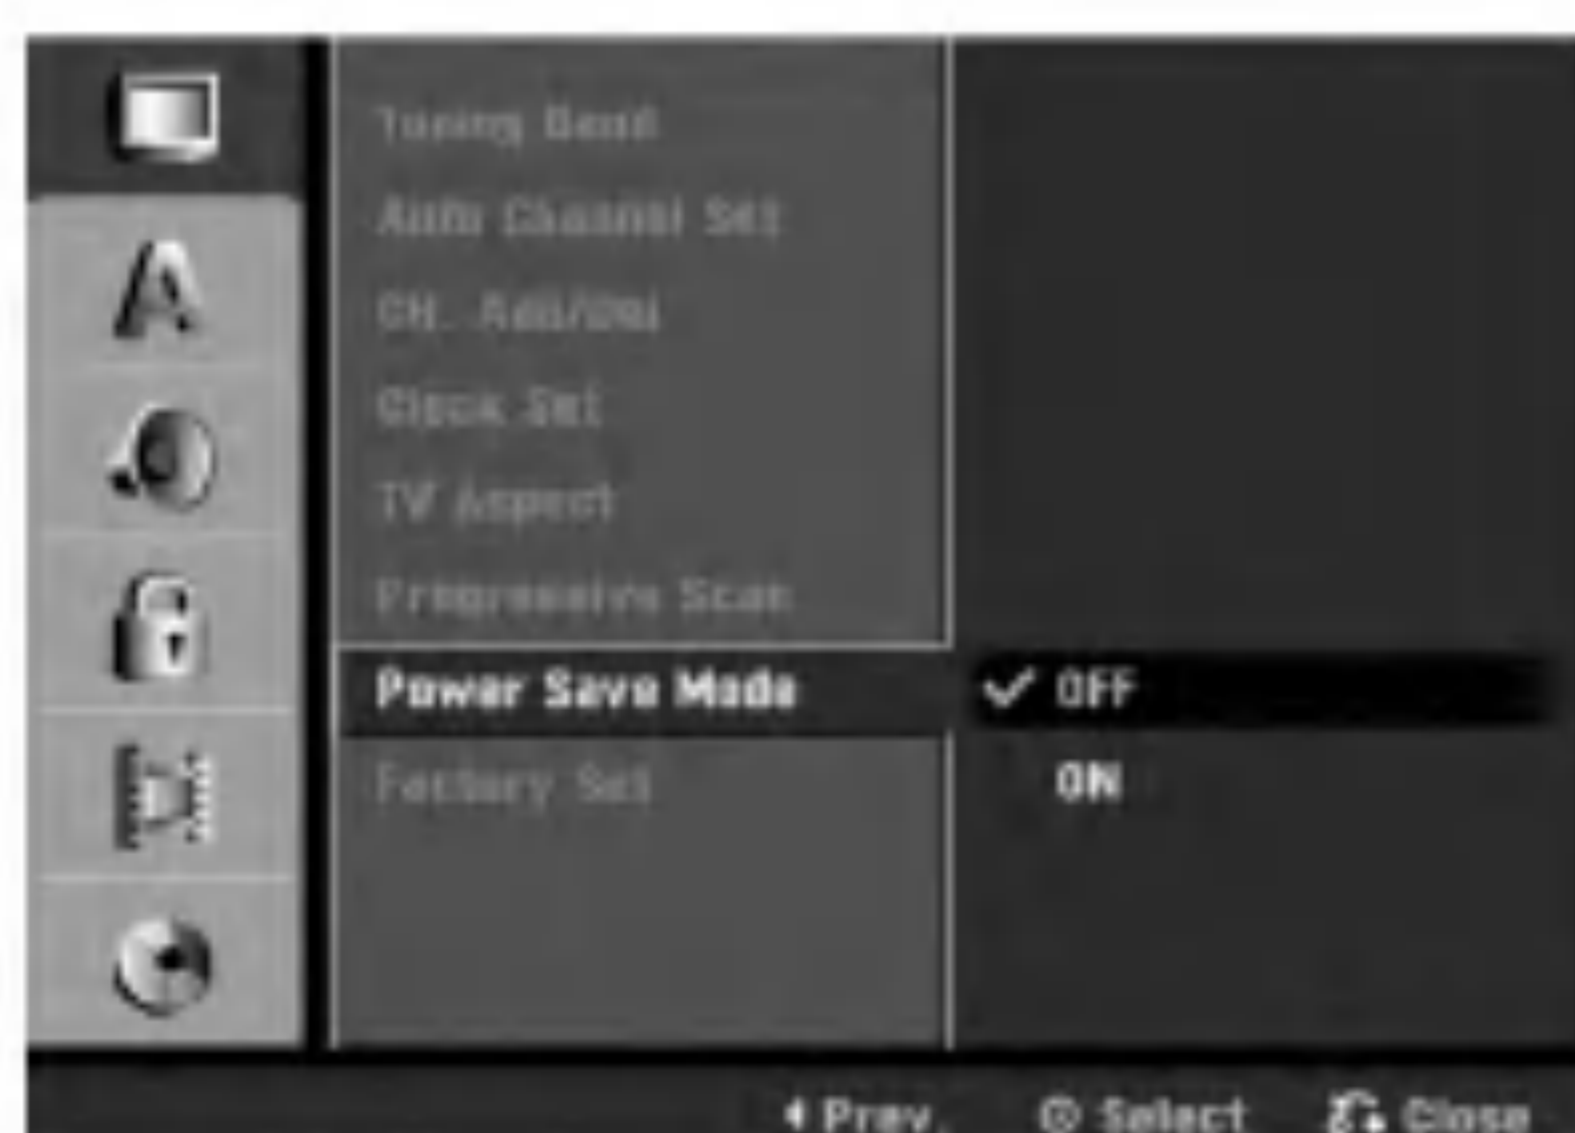 Tuning Band
Auto Channel Set
CH. Add/Del
Clock Set
TV Aspect
Progressive Scan
Power Save Mode
✓ OFF
ON
Factory Set
Prev.
Select
Close